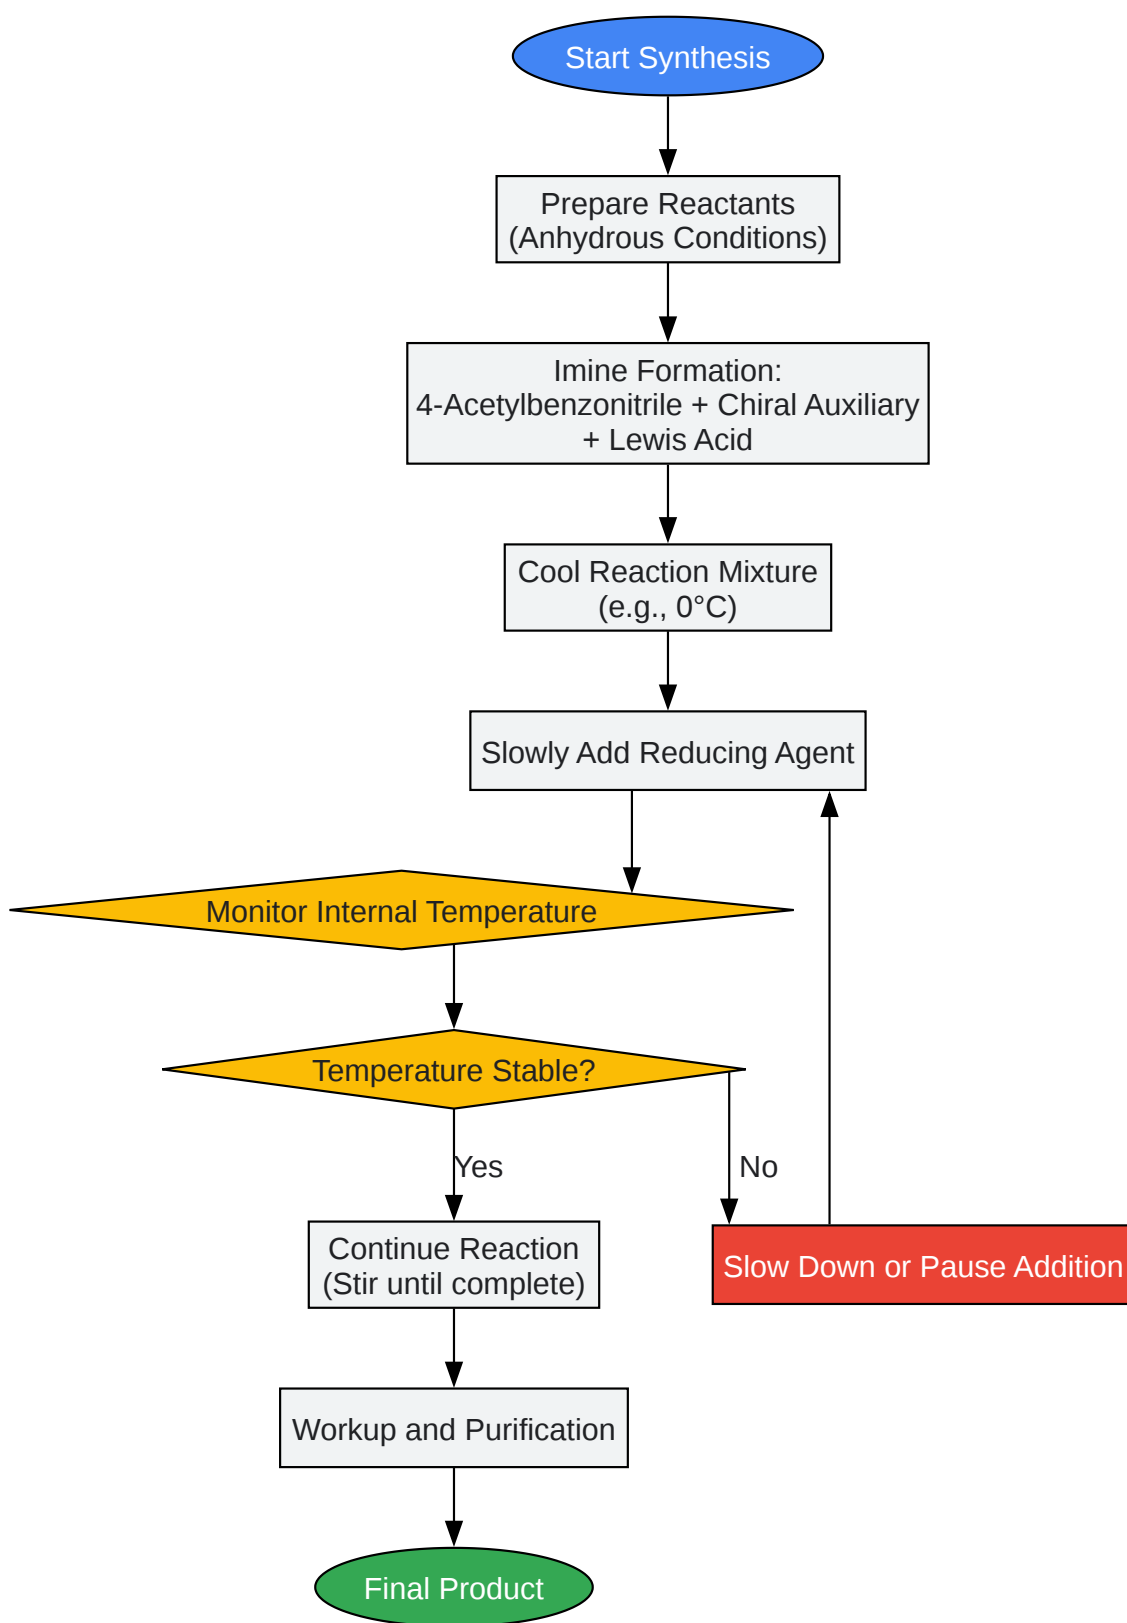 Start Synthesis
Prepare Reactants
(Anhydrous Conditions)
Imine Formation:
4-Acetylbenzonitrile + Chiral Auxiliary
+ Lewis Acid
Cool Reaction Mixture
(e.g., 0°C)
Slowly Add Reducing Agent
Monitor Internal Temperature
Temperature Stable?
Yes
No
Continue Reaction
(Stir until complete)
Slow Down or Pause Addition
Workup and Purification
Final Product